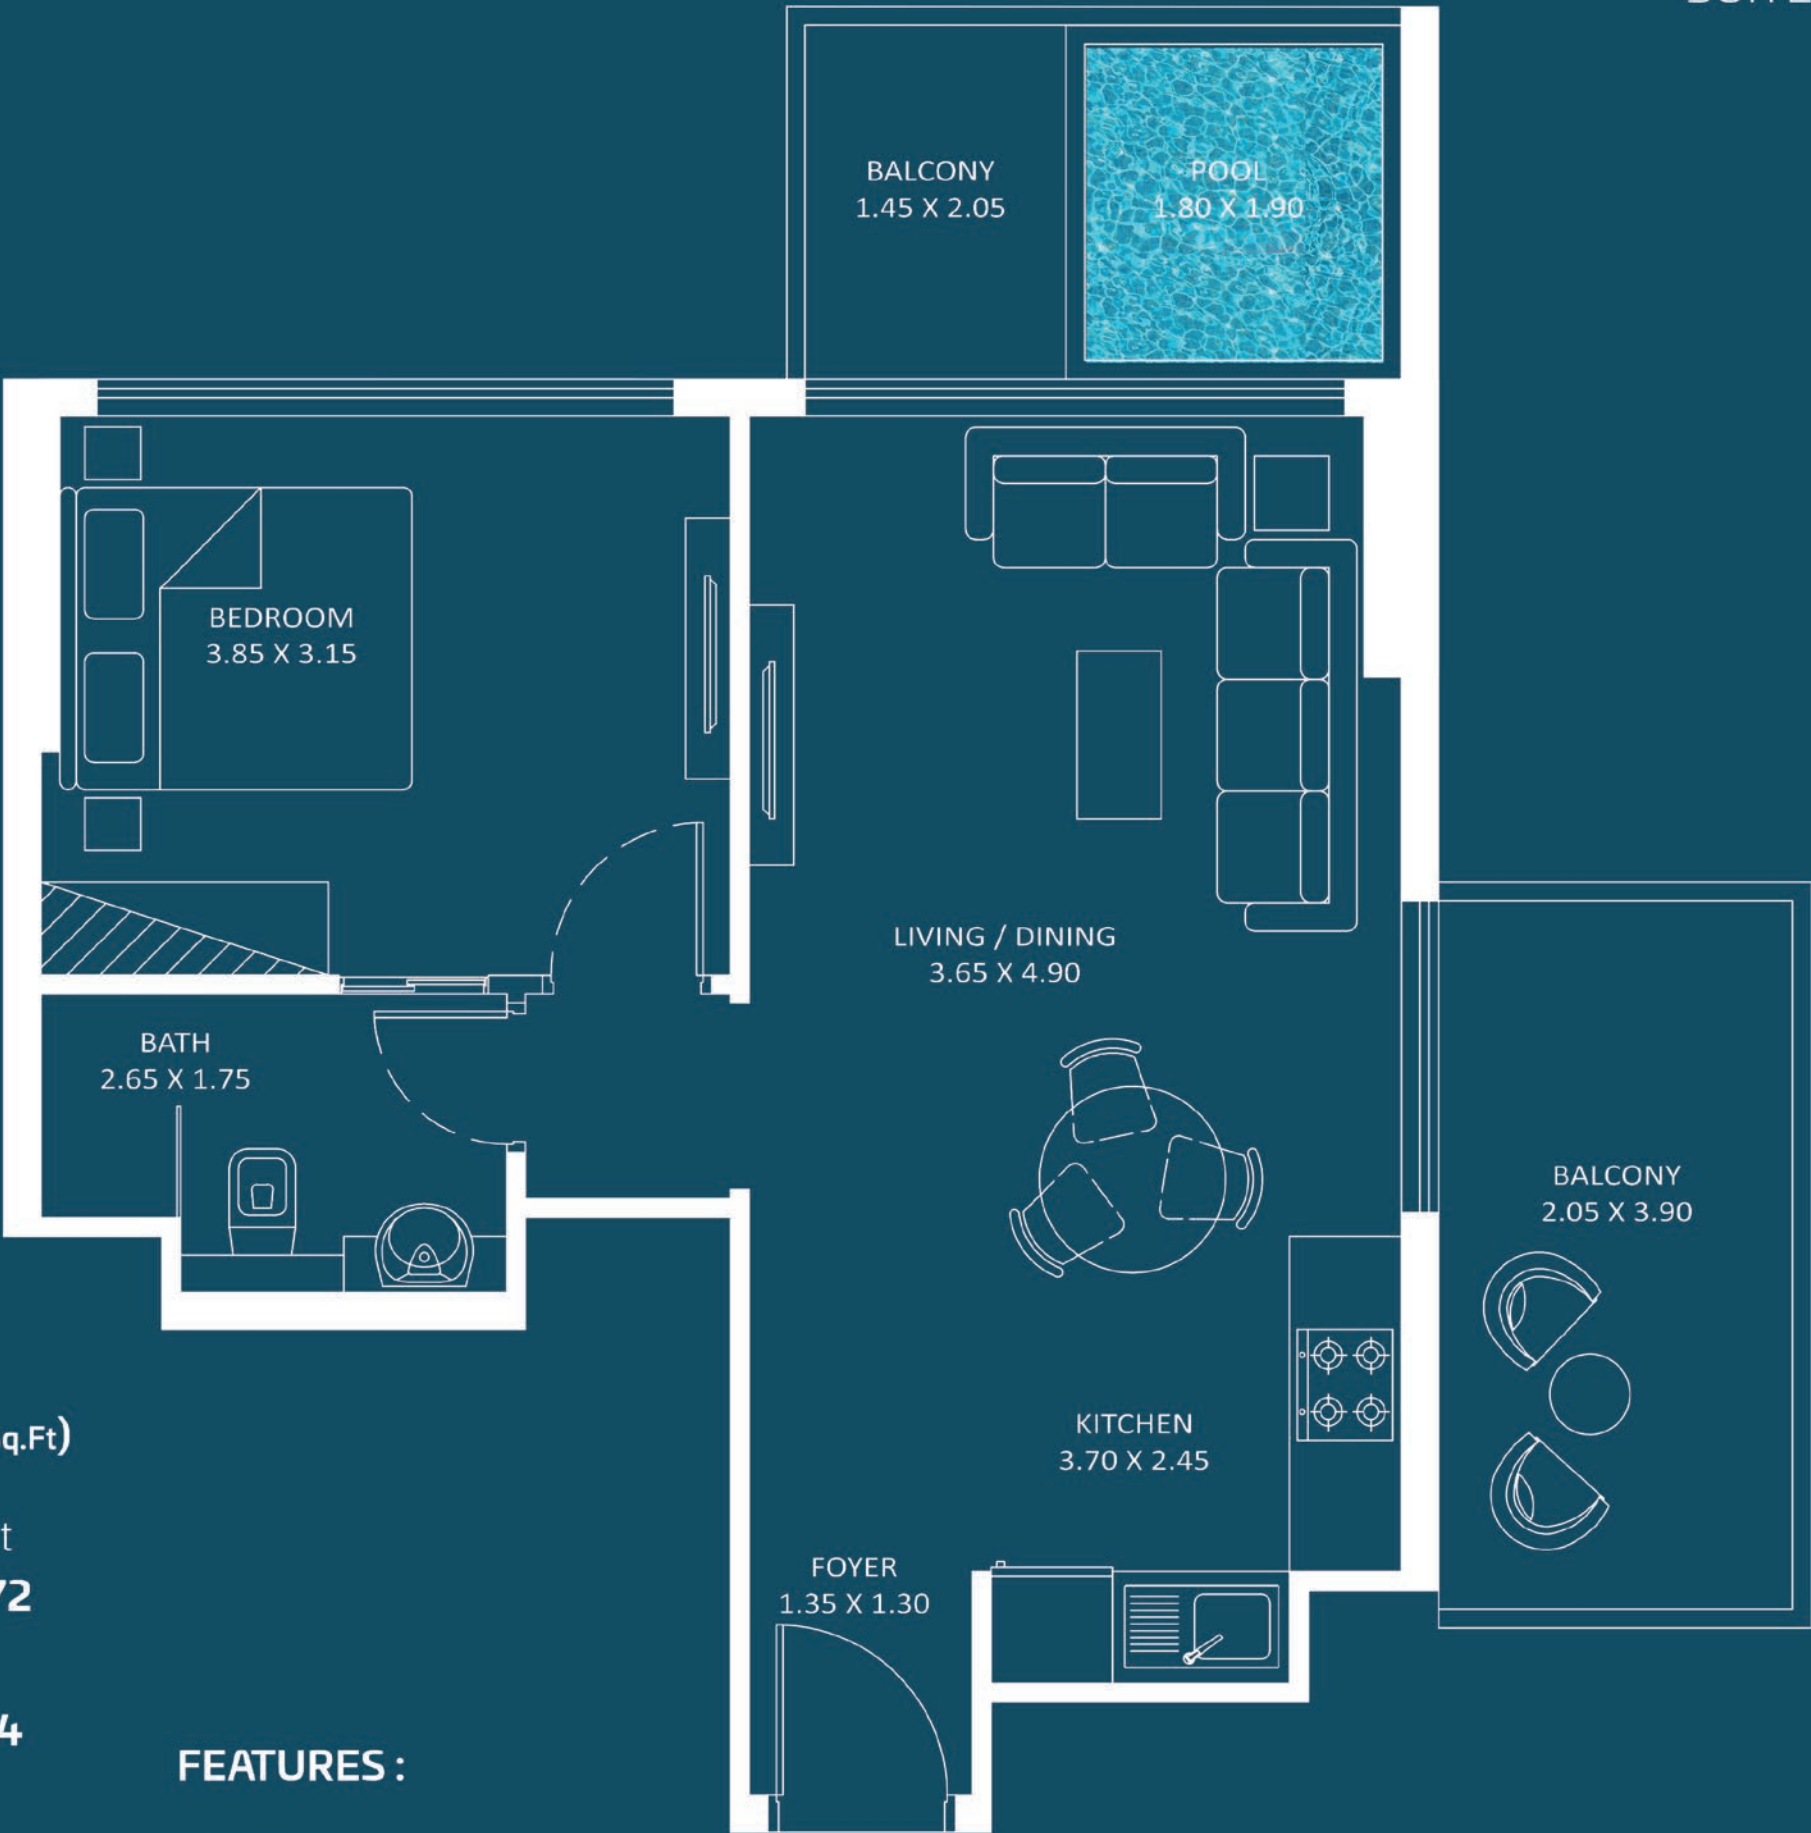 BALCONY
1.45 X 2.05
POOL
1.80 X 1.90
BEDROOM
3.85 X 3.15
LIVING / DINING
3.65 X 4.90
BATH
2.65 X 1.75
BALCONY
2.05 X 3.90
KITCHEN
3.70 X 2.45
FOYER
1.35 X 1.30
q.Ft)
t
72
4
FEATURES :